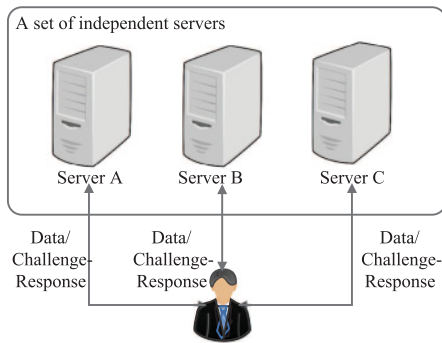 A set of independent servers
Server A
Server B
Server C
Data/
Challenge-
Response
Data/
Challenge-
Response
Data/
Challenge-
Response